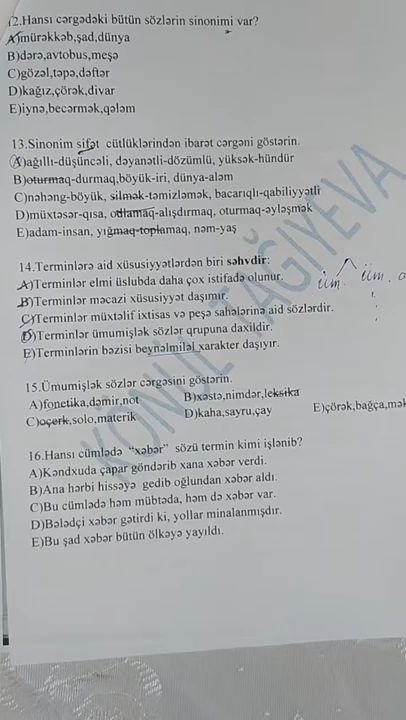 12.Hansı cərgədəki bütün sözlərin sinonimi var?
A)mürəkkəb,şad,dünya
B)dərə,avtobus,meşə
C)gözəl,təpə,dəftər
D)kağız,çörək,divar
E)iynə,becərmək,qələm
13.Sinonim sifət cütlüklərindən ibarət cərgəni göstərin.
A)ağıllı-düşüncəli, dəyanətli-dözümlü, yüksək-hündür
B)oturmaq-durmaq,böyük-iri, dünya-aləm
C)nəhəng-böyük, silmək-təmizləmək, bacarıqlı-qabiliyyətli
D)müxtəsər-qısa, odlamaq-alışdırmaq, oturmaq-əyləşmək
E)adam-insan, yığmaq-toplamaq, nəm-yaş
14.Terminlərə aid xüsusiyyətlərdən biri səhvdir:
A)Terminlər elmi üslubda daha çox istifadə olunur.
üm. üm.
B)Terminlər məcazi xüsusiyyət daşımır.
C)Terminlər müxtəlif ixtisas və peşə sahələrinə aid sözlərdir.
D)Terminlər ümumişlək sözlər qrupuna daxildir.
E)Terminlərin bəzisi beynəlmiləl xarakter daşıyır.
KÖNÜL TAĞIYEVA
15.Ümumişlək sözlər cərgəsini göstərin.
A)fonetika,dəmir,not B)xəstə,nimdər,leksika
C)oçerk,solo,materik D)kaha,sayru,çay E)çörək,bağça,mək
16.Hansı cümlədə “xəbər” sözü termin kimi işlənib?
A)Kəndxuda çapar göndərib xana xəbər verdi.
B)Ana hərbi hissəyə gedib oğlundan xəbər aldı.
C)Bu cümlədə həm mübtəda, həm də xəbər var.
D)Bələdçi xəbər gətirdi ki, yollar minalanmışdır.
E)Bu şad xəbər bütün ölkəyə yayıldı.